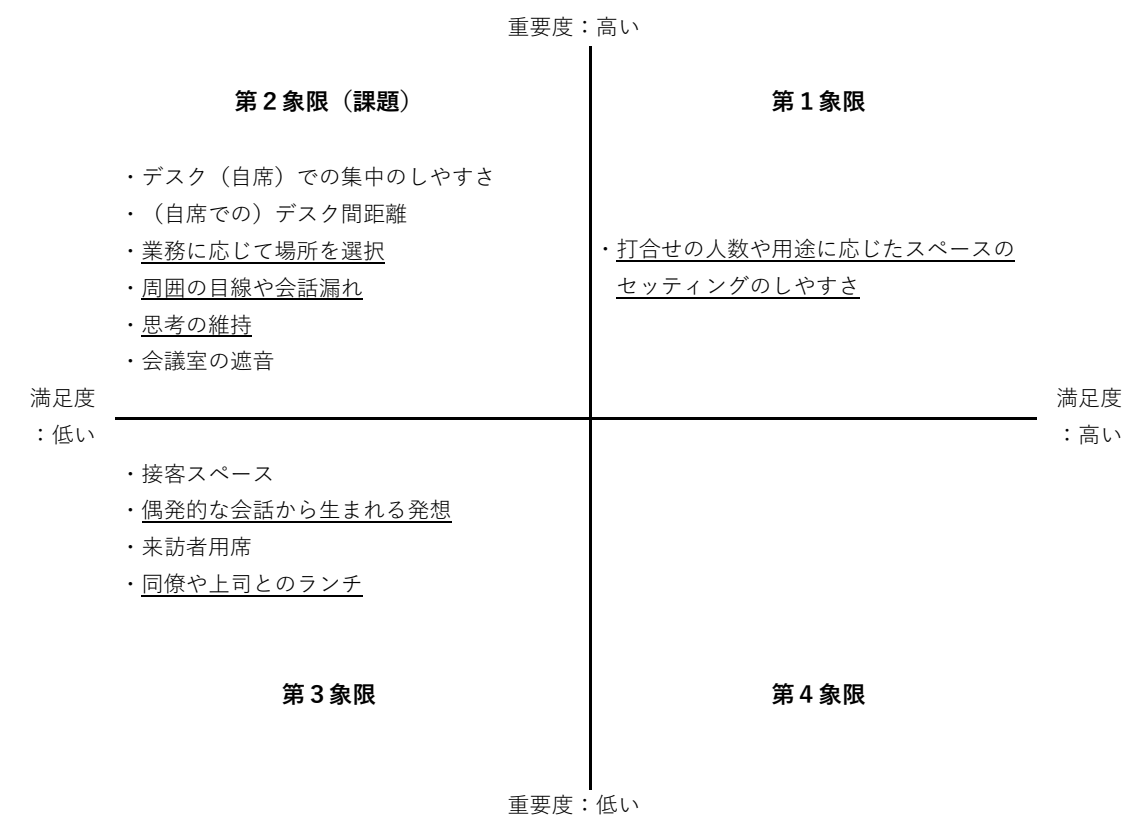 重要度：高い
第２象限（課題）
第１象限
・デスク（自席）での集中のしやすさ
・（自席での）デスク間距離
・業務に応じて場所を選択
・周囲の目線や会話漏れ
・思考の維持
・会議室の遮音
・打合せの人数や用途に応じたスペースの
セッティングのしやすさ
満足度
：低い
満足度
：高い
・接客スペース
・偶発的な会話から生まれる発想
・来訪者用席
・同僚や上司とのランチ
第３象限
第４象限
重要度：低い